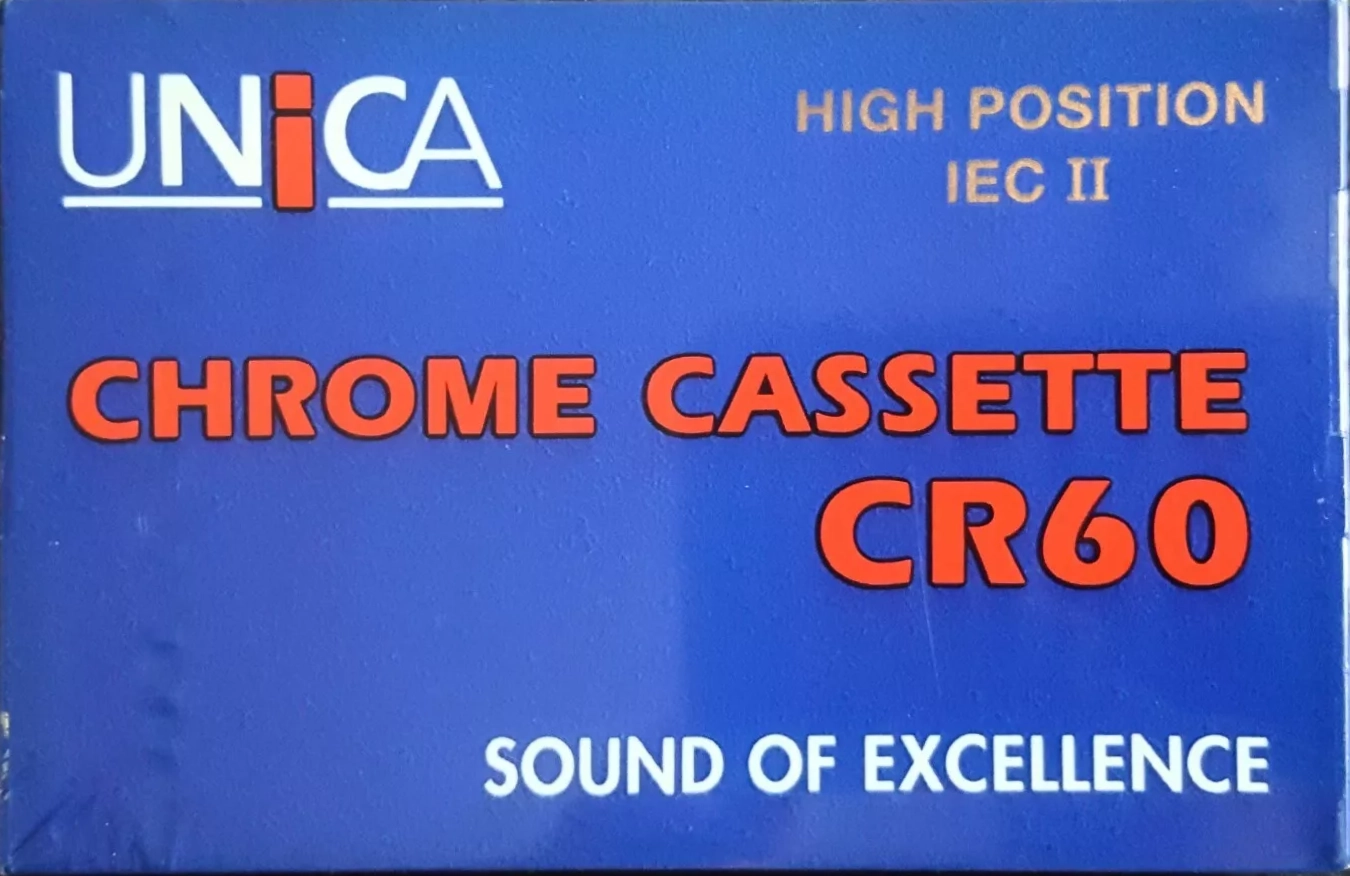 UNiCA
HIGH POSITION
IEC II
CHROME CASSETTE
CR60
SOUND OF EXCELLENCE